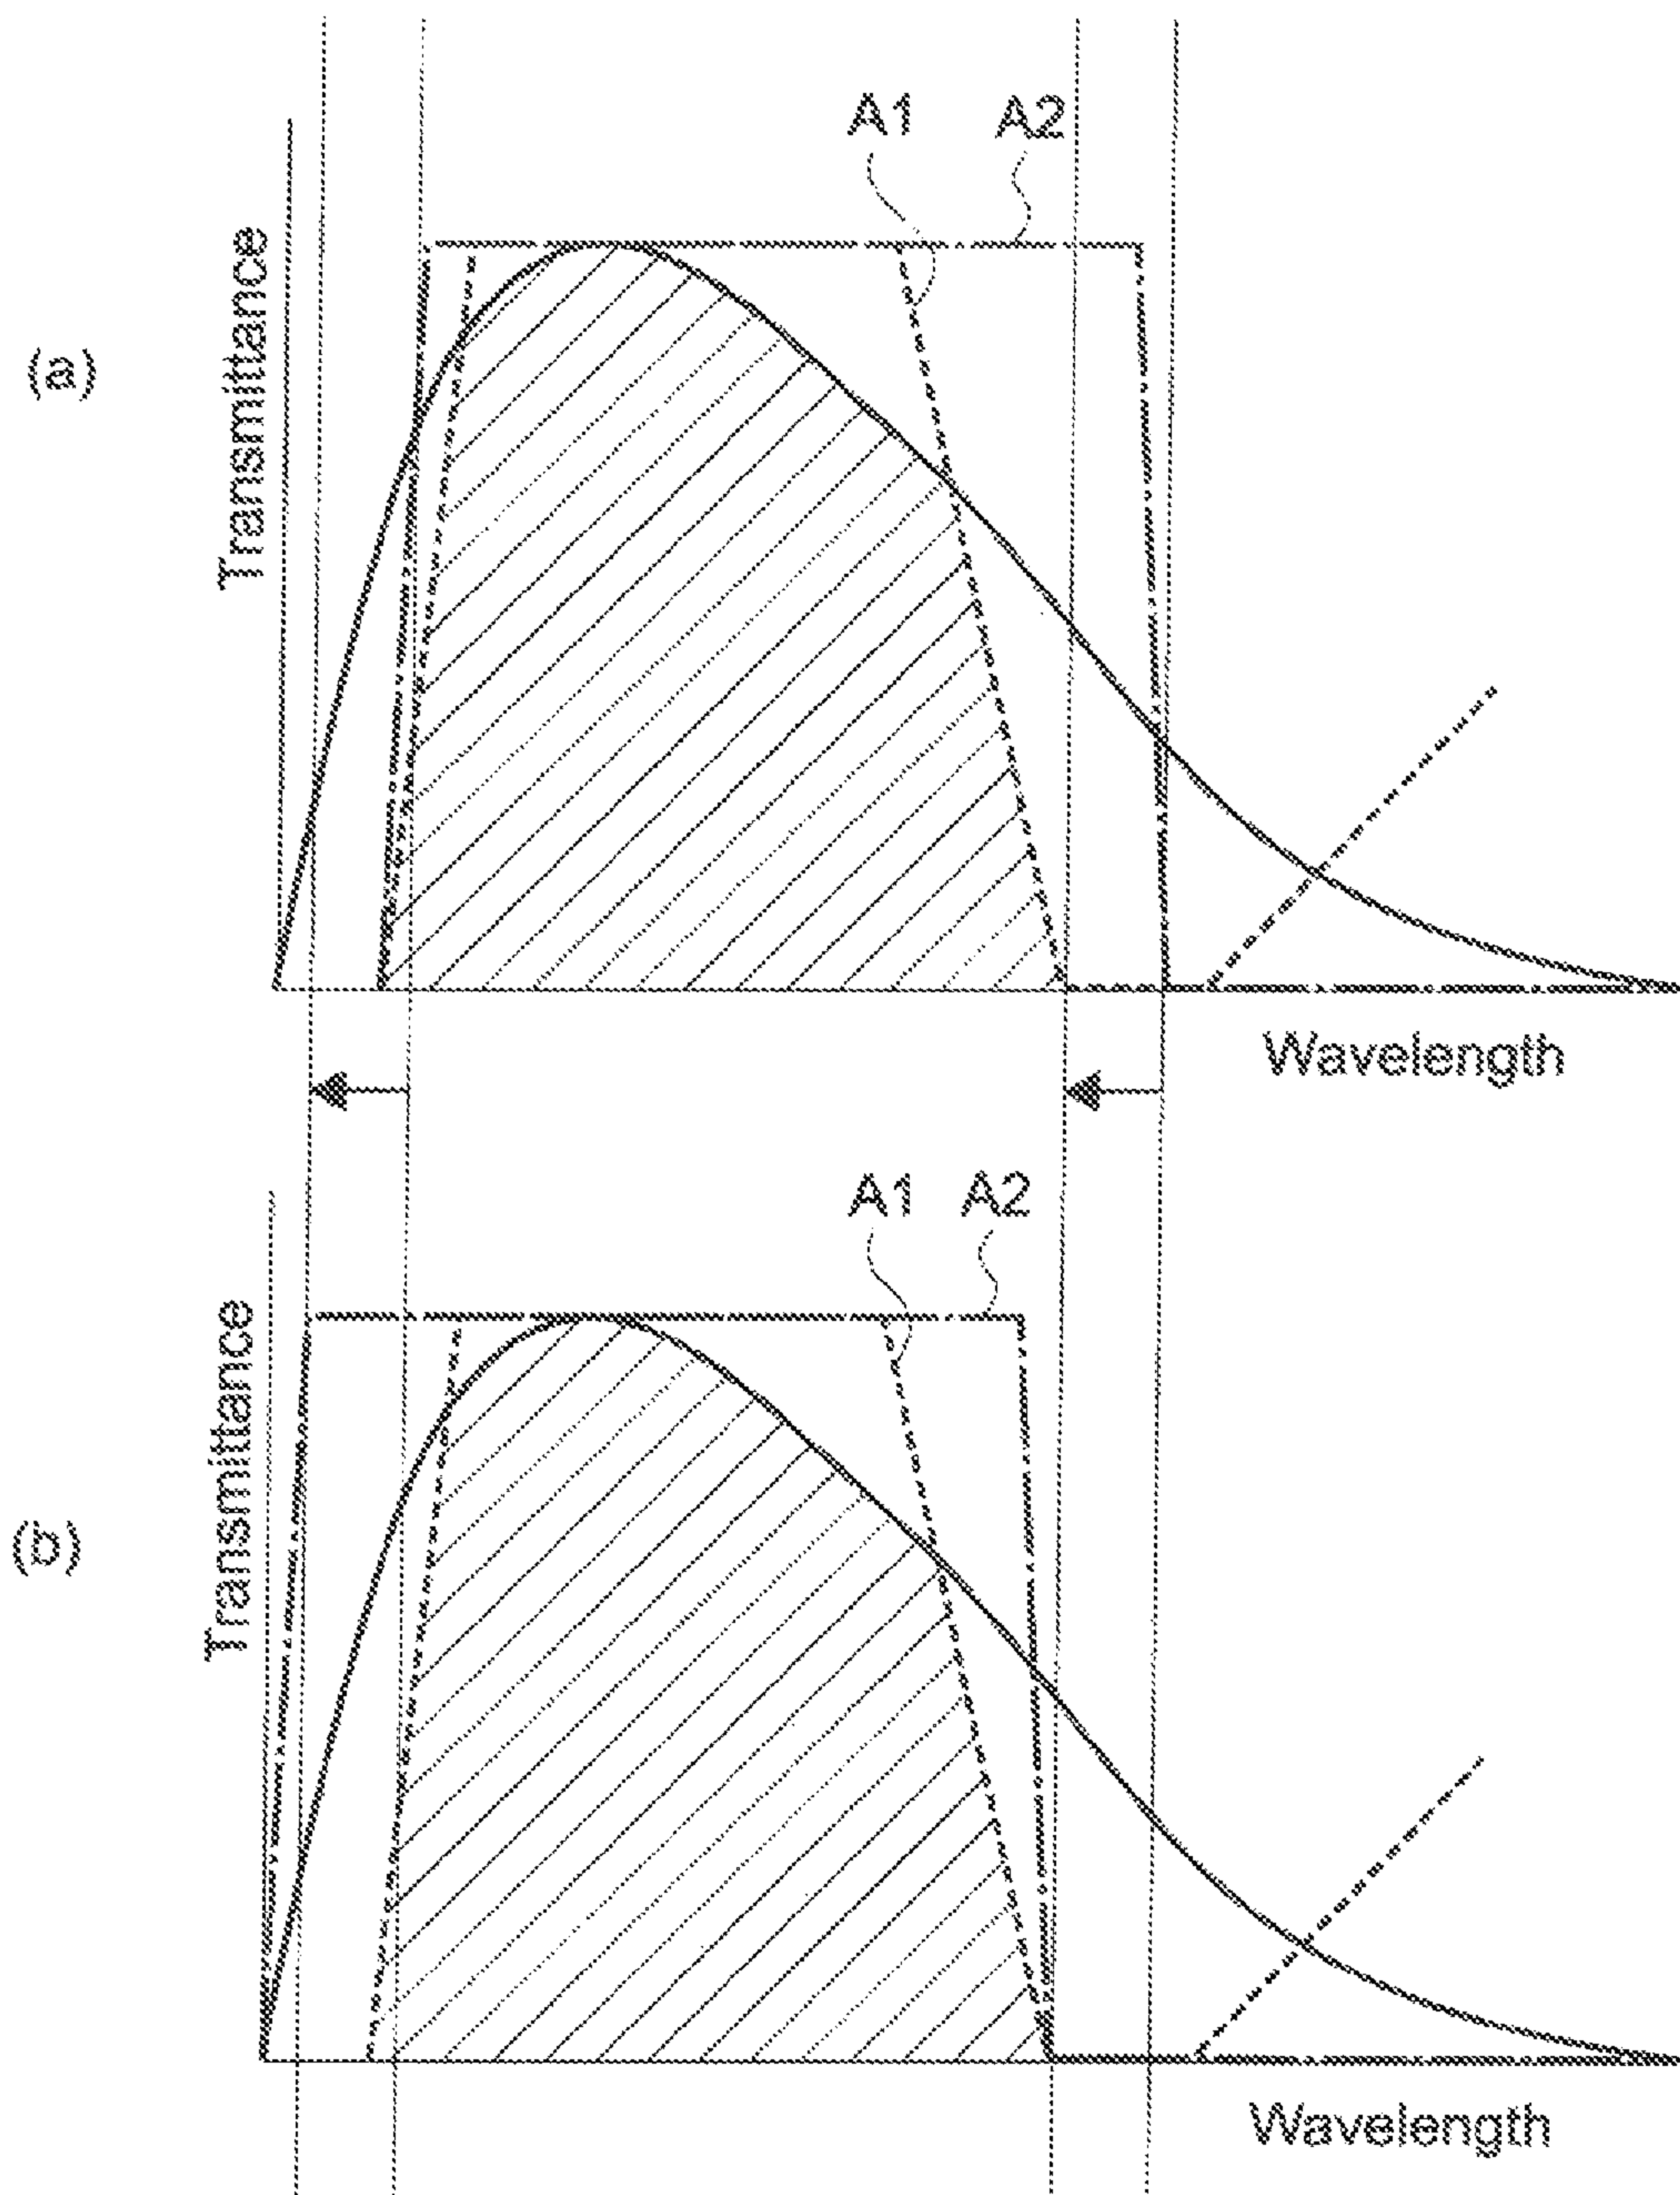 A1
A2
(a)
Transmittance
Wavelength
A1
A2
(b)
Transmittance
Wavelength